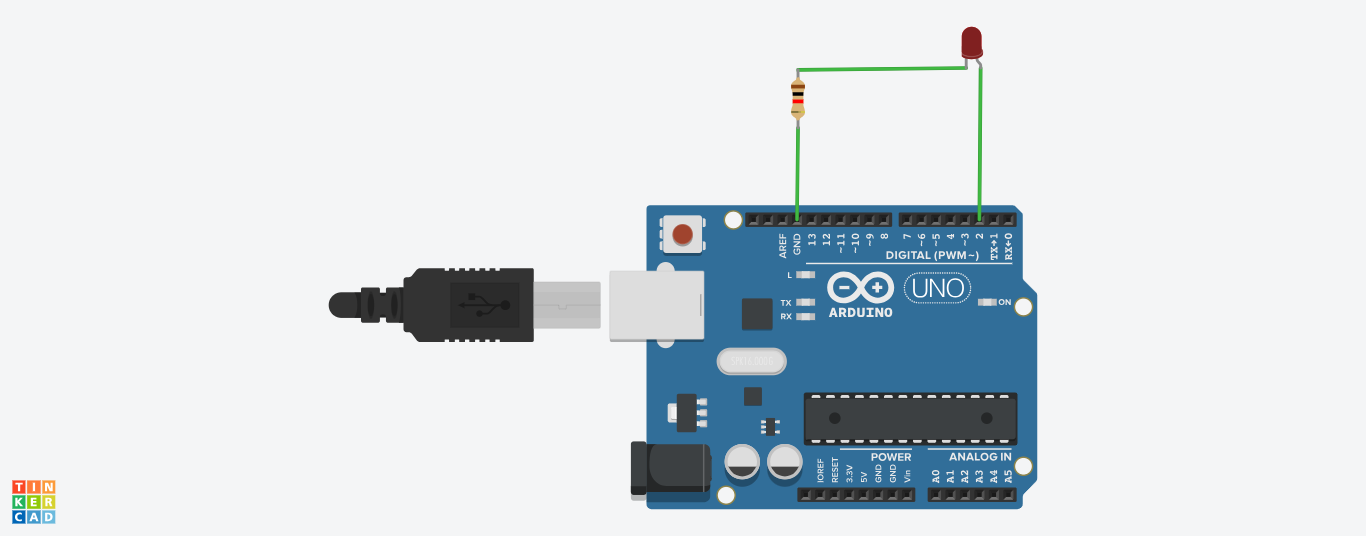 AREF
GND
13
12
~11
~10
~9
8
7
~6
~5
4
~3
2
TX→1
RX←0
DIGITAL (PWM~)
L
TX
RX
ARDUINO
UNO
ON
POWER
ANALOG IN
IOREF
RESET
3.3V
5V
GND
GND
Vin
A0
A1
A2
A3
A4
A5
TIN
KER
CAD